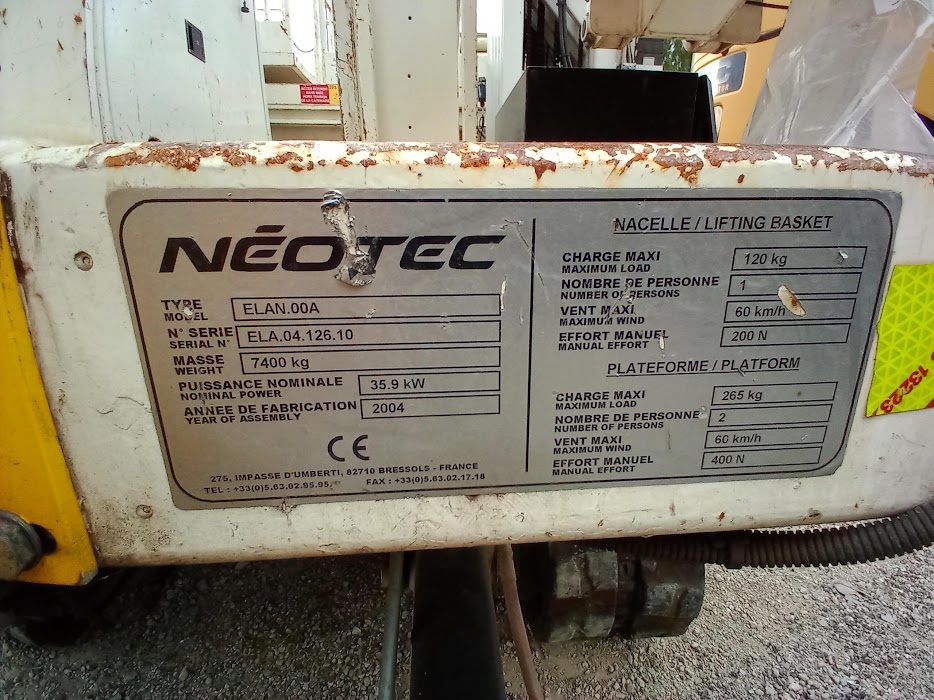 NÉOTEC
TYPE ELAN.00A
MODEL
N° SERIE ELA.04.126.10
SERIAL N°
MASSE 7400 kg
WEIGHT
PUISSANCE NOMINALE 35.9 kW
NOMINAL POWER
ANNEE DE FABRICATION 2004
YEAR OF ASSEMBLY
CE
275, IMPASSE D'UMBERTI, 82710 BRESSOLS - FRANCE
TEL : +33(0)5.63.02.95.95 FAX : +33(0)5.63.02.17.18
NACELLE / LIFTING BASKET
CHARGE MAXI 120 kg
MAXIMUM LOAD
NOMBRE DE PERSONNE 1
NUMBER OF PERSONS
VENT MAXI 60 km/h
MAXIMUM WIND
EFFORT MANUEL 200 N
MANUAL EFFORT
PLATEFORME / PLATFORM
CHARGE MAXI 265 kg
MAXIMUM LOAD
NOMBRE DE PERSONNE 2
NUMBER OF PERSONS
VENT MAXI 60 km/h
MAXIMUM WIND
EFFORT MANUEL 400 N
MANUAL EFFORT
13223